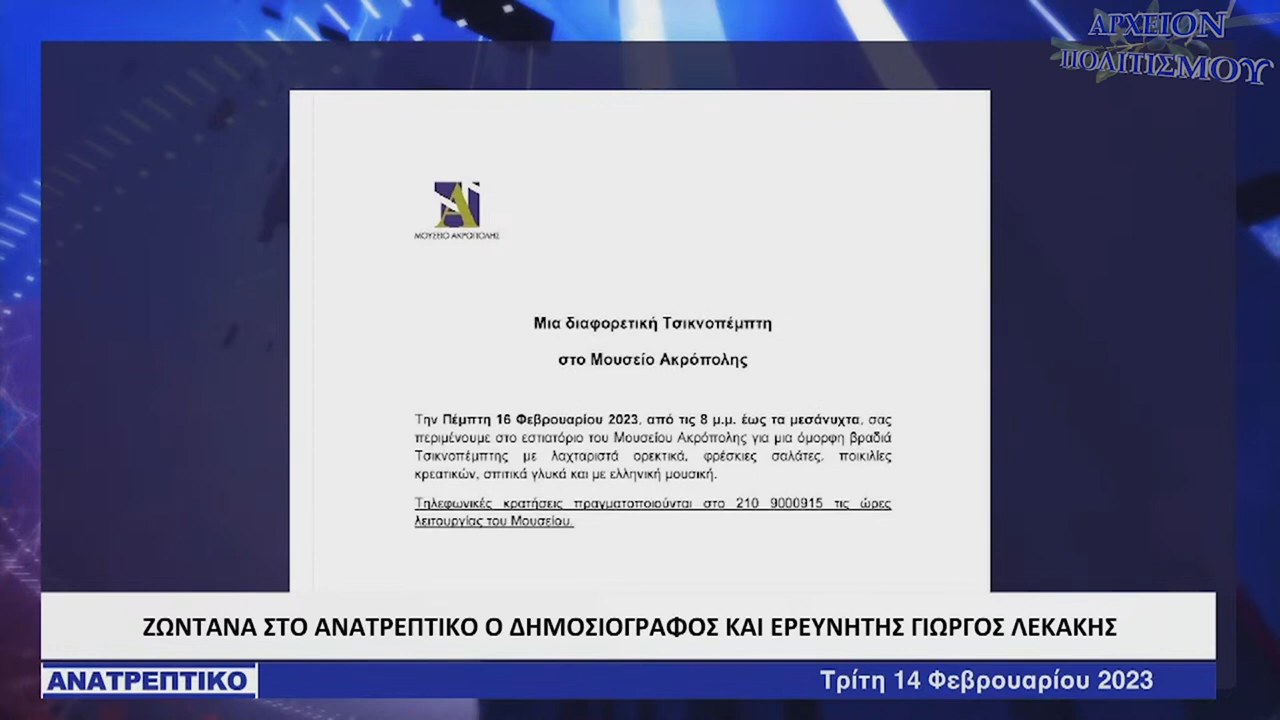 ΑΡΧΕΙΟΝ
ΠΟΛΙΤΙΣΜΟΥ
ΜΟΥΣΕΙΟ ΑΚΡΟΠΟΛΗΣ
Μια διαφορετική Τσικνοπέμπτη
στο Μουσείο Ακρόπολης
Την Πέμπτη 16 Φεβρουαρίου 2023, από τις 8 μ.μ. έως τα μεσάνυχτα, σας
περιμένουμε στο εστιατόριο του Μουσείου Ακρόπολης για μια όμορφη βραδιά
Τσικνοπέμπτης με λαχταριστά ορεκτικά, φρέσκιες σαλάτες, ποικιλίες
κρεατικών, σπιτικά γλυκά και με ελληνική μουσική.
Τηλεφωνικές κρατήσεις πραγματοποιούνται στο 210 9000915 τις ώρες
λειτουργίας του Μουσείου.
ΖΩΝΤΑΝΑ ΣΤΟ ΑΝΑΤΡΕΠΤΙΚΟ Ο ΔΗΜΟΣΙΟΓΡΑΦΟΣ ΚΑΙ ΕΡΕΥΝΗΤΗΣ ΓΙΩΡΓΟΣ ΛΕΚΑΚΗΣ
ΑΝΑΤΡΕΠΤΙΚΟ
Τρίτη 14 Φεβρουαρίου 2023